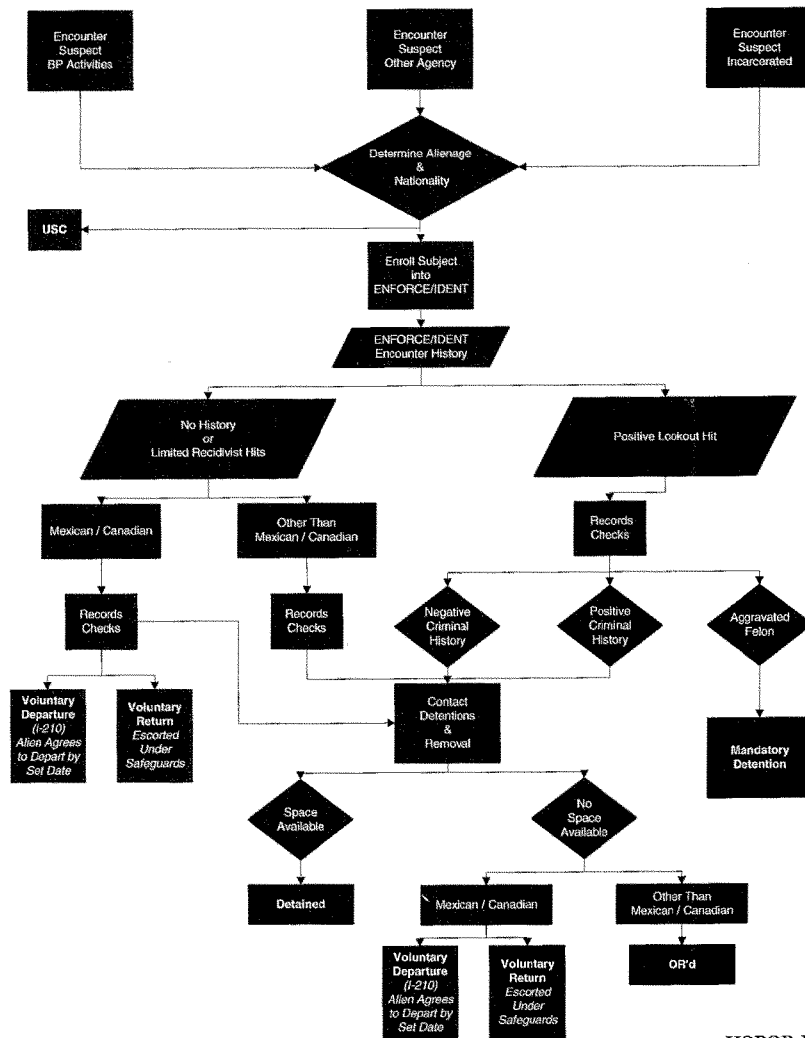 Encounter
Suspect
BP Activities
Encounter
Suspect
Other Agency
Encounter
Suspect
Incarcerated
Determine Alienage
&
Nationality
USC
Enroll Subject
into
ENFORCE/IDENT
ENFORCE/IDENT
Encounter History
No History
or
Limited Recidivist Hits
Positive Lookout Hit
Mexican / Canadian
Other Than
Mexican / Canadian
Records
Checks
Records
Checks
Records
Checks
Negative
Criminal
History
Positive
Criminal
History
Aggravated
Felon
Voluntary
Departure
(I-210)
Alien Agrees
to Depart by
Set Date
Voluntary
Return
Escorted
Under
Safeguards
Contact
Detentions
&
Removal
Mandatory
Detention
Space
Available
No
Space
Available
Detained
Mexican / Canadian
Other Than
Mexican / Canadian
Voluntary
Departure
(I-210)
Alien Agrees
to Depart by
Set Date
Voluntary
Return
Escorted
Under
Safeguards
OR'd